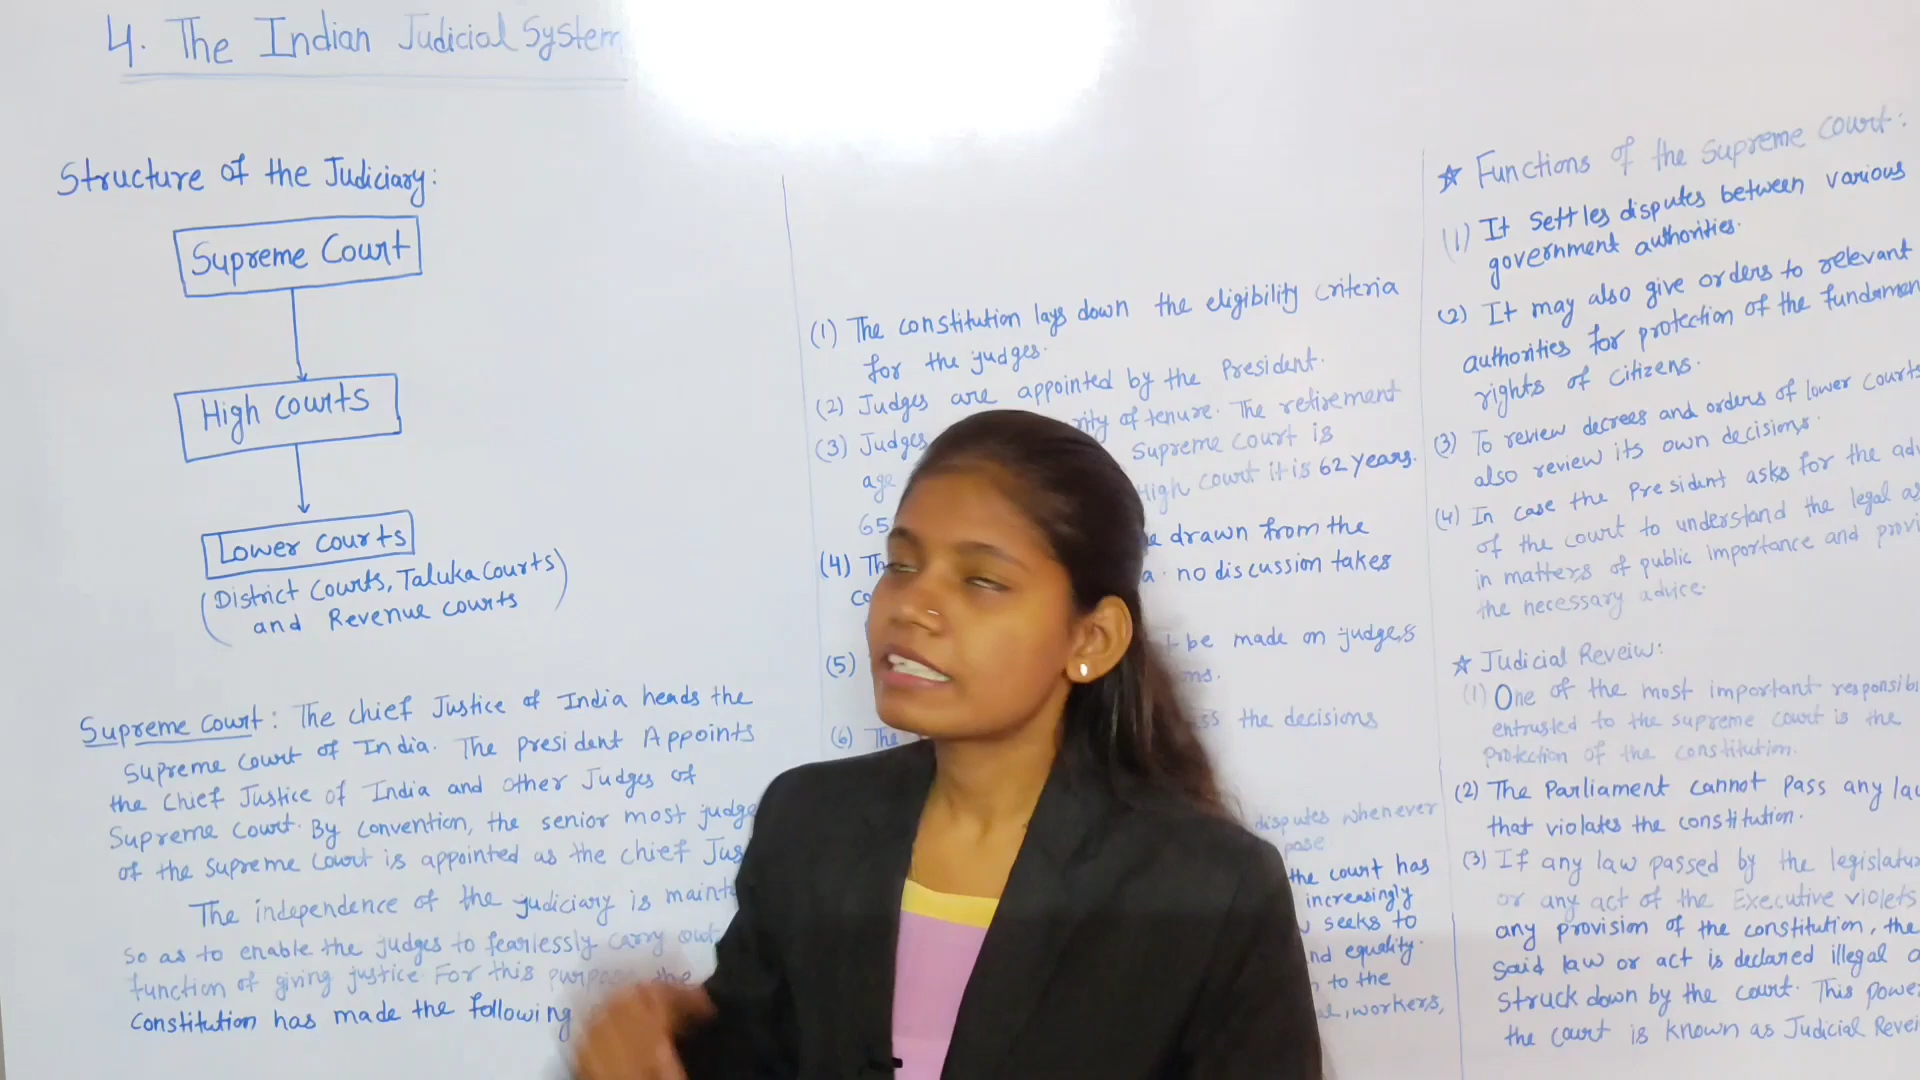 4. The Indian Judicial System
Structure of the Judiciary:
Supreme Court
High Courts
Lower Courts
(District Courts, Taluka Courts
and Revenue Courts)
Supreme Court: The chief Justice of India heads the
Supreme Court of India. The president Appoints
the Chief Justice of India and other Judges of
Supreme Court. By convention, the senior most judge
of the supreme court is appointed as the chief
The independence of the judiciary is
so as to enable the judges to fearlessly carry out
function of giving justice. For this purpose the
Constitution has made the following
(1) The constitution lays down the eligibility criteria
for the judges.
(2) Judges are appointed by the President.
(3) Judges of tenure. The retirement
age Supreme Court is
65 High court it is 62 years.
(4) drawn from the
no discussion takes
(5) be made on judges
(6) The the decisions
disputes whenever
the court has
increasingly
seeks to
and equality.
to the
workers,
★ Functions of the Supreme Court:
(1) It settles disputes between various
government authorities.
(2) It may also give orders to relevant
authorities for protection of the
rights of citizens.
(3) To review decrees and orders of lower courts
also review its own decisions.
(4) In case the President asks for the
of the court to understand the legal
in matters of public importance and
the necessary advice.
★ Judicial Reveiw:
(1) One of the most important
entrusted to the supreme court is the
protection of the constitution.
(2) The Parliament cannot pass any
that violates the constitution.
(3) If any law passed by the
or any act of the Executive violets
any provision of the constitution, the
said law or act is declared illegal
struck down by the court. This
the court is known as Judicial